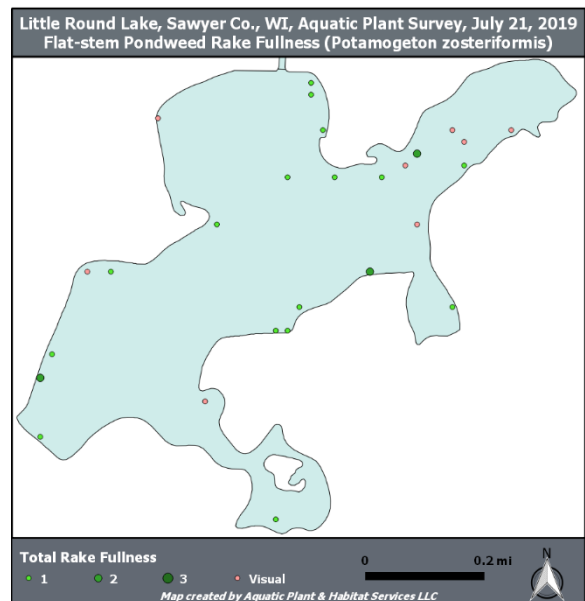 Little Round Lake, Sawyer Co., WI, Aquatic Plant Survey, July 21, 2019
Flat-stem Pondweed Rake Fullness (Potamogeton zosteriformis)
Total Rake Fullness
1 2 3 Visual
0 0.2 mi
N
Map created by Aquatic Plant & Habitat Services LLC